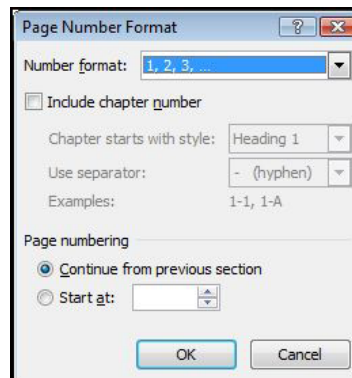 Page Number Format
Number format: 1, 2, 3, ...
Include chapter number
Chapter starts with style: Heading 1
Use separator: - (hyphen)
Examples: 1-1, 1-A
Page numbering
Continue from previous section
Start at:
OK Cancel